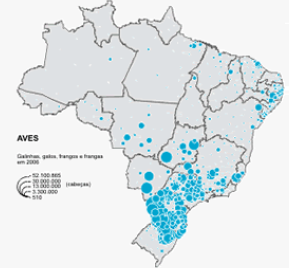 AVES
Galinhas, galos, frangos e frangas
em 2006
52.100.865
30.000.000
13.000.000 (cabeças)
3.300.000
510